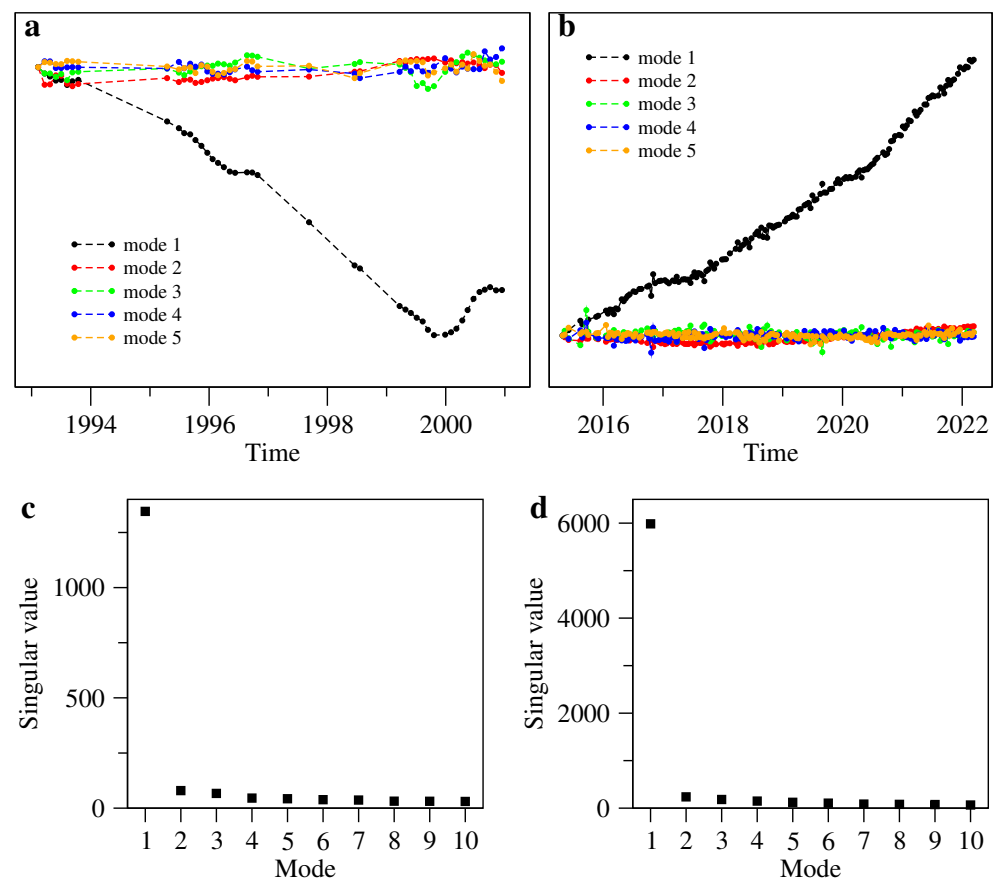 a
mode 1
mode 2
mode 3
mode 4
mode 5
1994 1996 1998 2000
Time
b
mode 1
mode 2
mode 3
mode 4
mode 5
2016 2018 2020 2022
Time
c
Singular value
1000
500
0
1 2 3 4 5 6 7 8 9 10
Mode
d
Singular value
6000
4000
2000
0
1 2 3 4 5 6 7 8 9 10
Mode